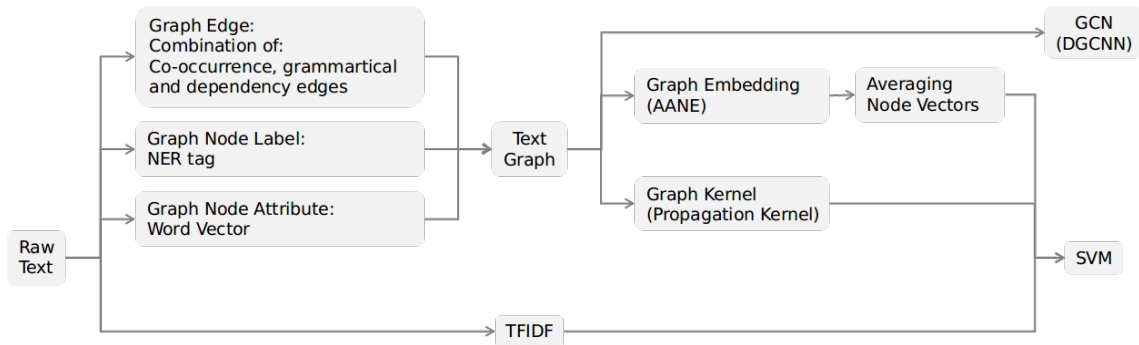 Graph Edge:
Combination of:
Co-occurrence, grammartical
and dependency edges
Graph Node Label:
NER tag
Graph Node Attribute:
Word Vector
Raw
Text
Text
Graph
TFIDF
Graph Embedding
(AANE)
Averaging
Node Vectors
Graph Kernel
(Propagation Kernel)
GCN
(DGCNN)
SVM